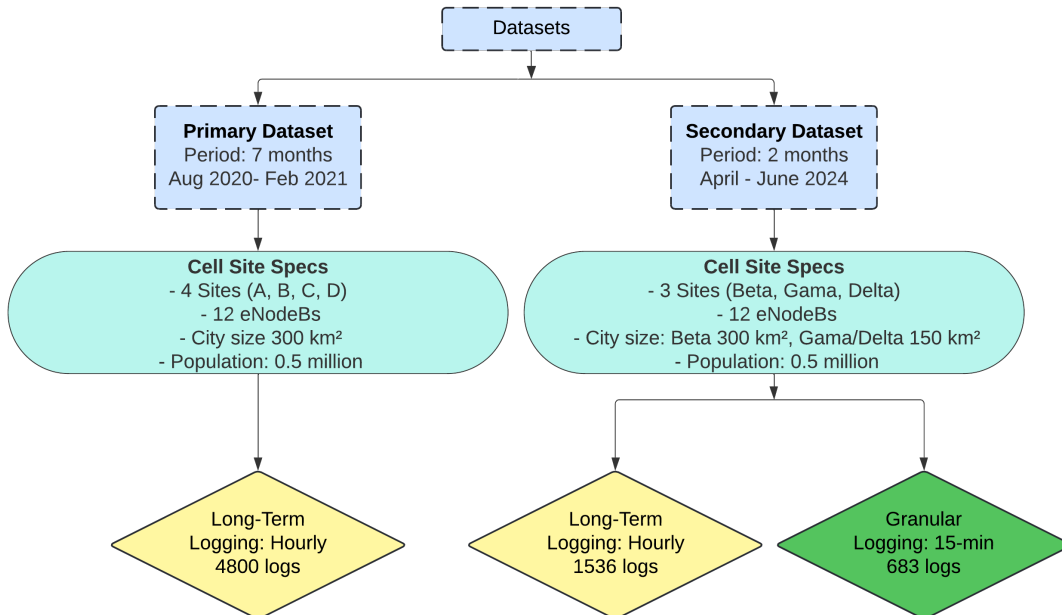 Datasets
Primary Dataset
Period: 7 months
Aug 2020- Feb 2021
Secondary Dataset
Period: 2 months
April - June 2024
Cell Site Specs
- 4 Sites (A, B, C, D)
- 12 eNodeBs
- City size 300 km²
- Population: 0.5 million
Cell Site Specs
- 3 Sites (Beta, Gama, Delta)
- 12 eNodeBs
- City size: Beta 300 km², Gama/Delta 150 km²
- Population: 0.5 million
Long-Term
Logging: Hourly
4800 logs
Long-Term
Logging: Hourly
1536 logs
Granular
Logging: 15-min
683 logs